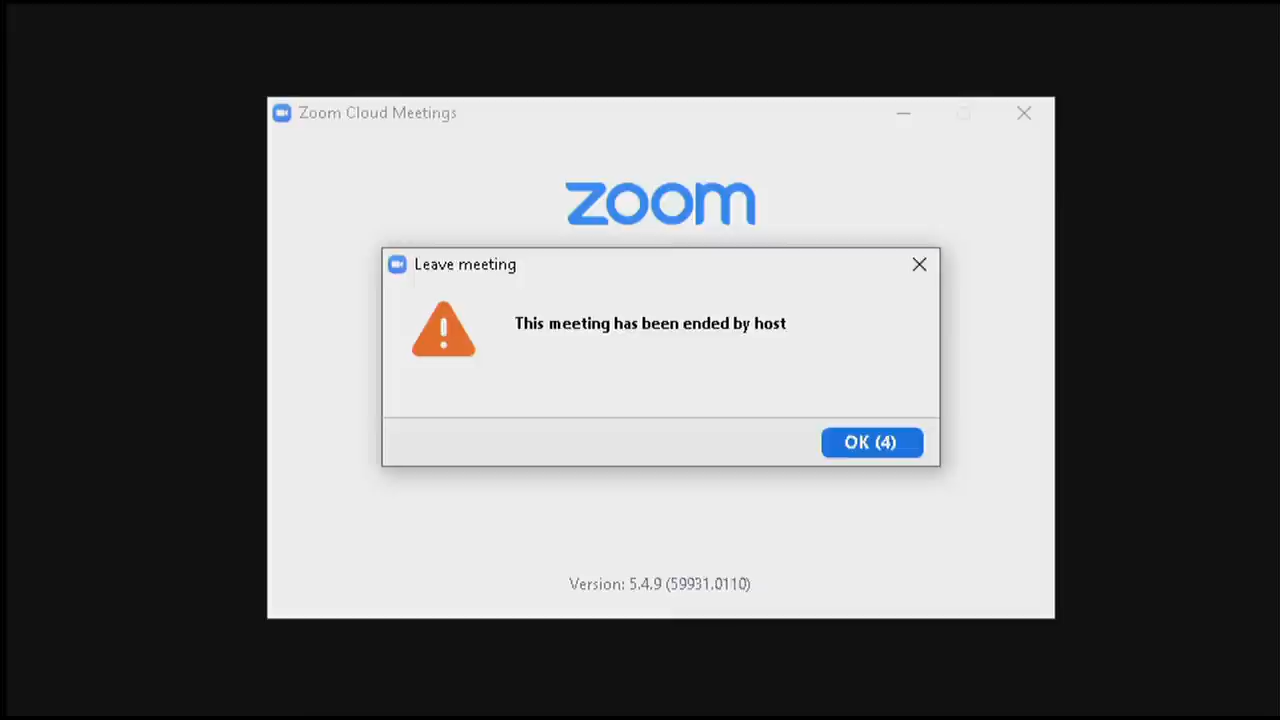 Zoom Cloud Meetings
zoom
Leave meeting
This meeting has been ended by host
OK (4)
Version: 5.4.9 (59931.0110)